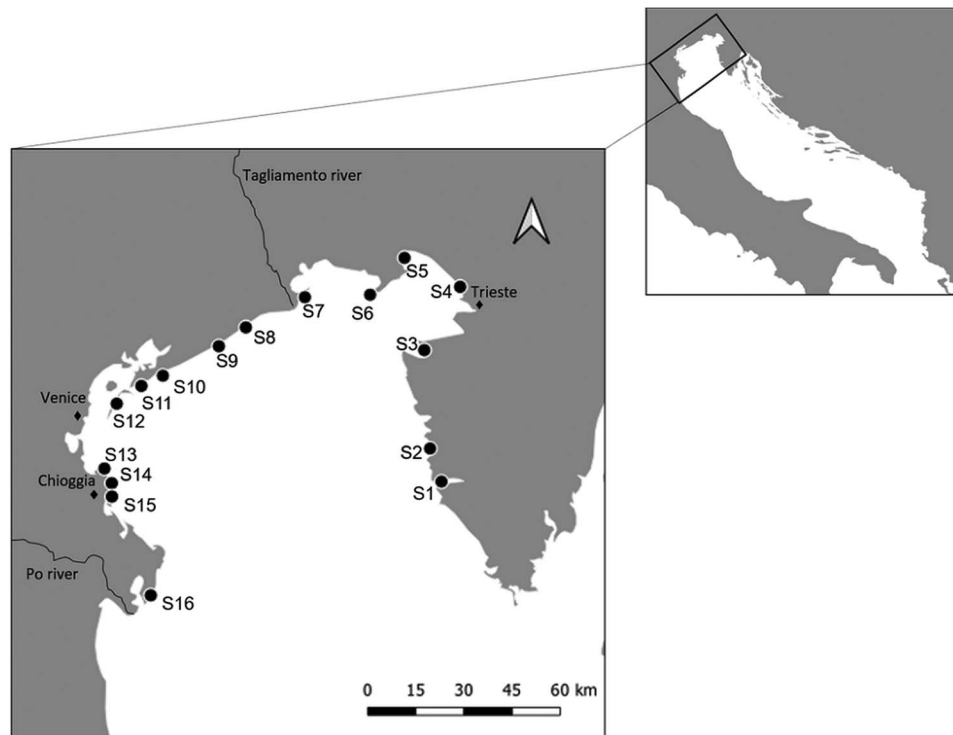 Tagliamento river
S5
S4
Trieste
S7
S6
S8
S3
S9
S10
S11
Venice
S12
S2
S13
Chioggia
S14
S1
S15
Po river
S16
0 15 30 45 60 km